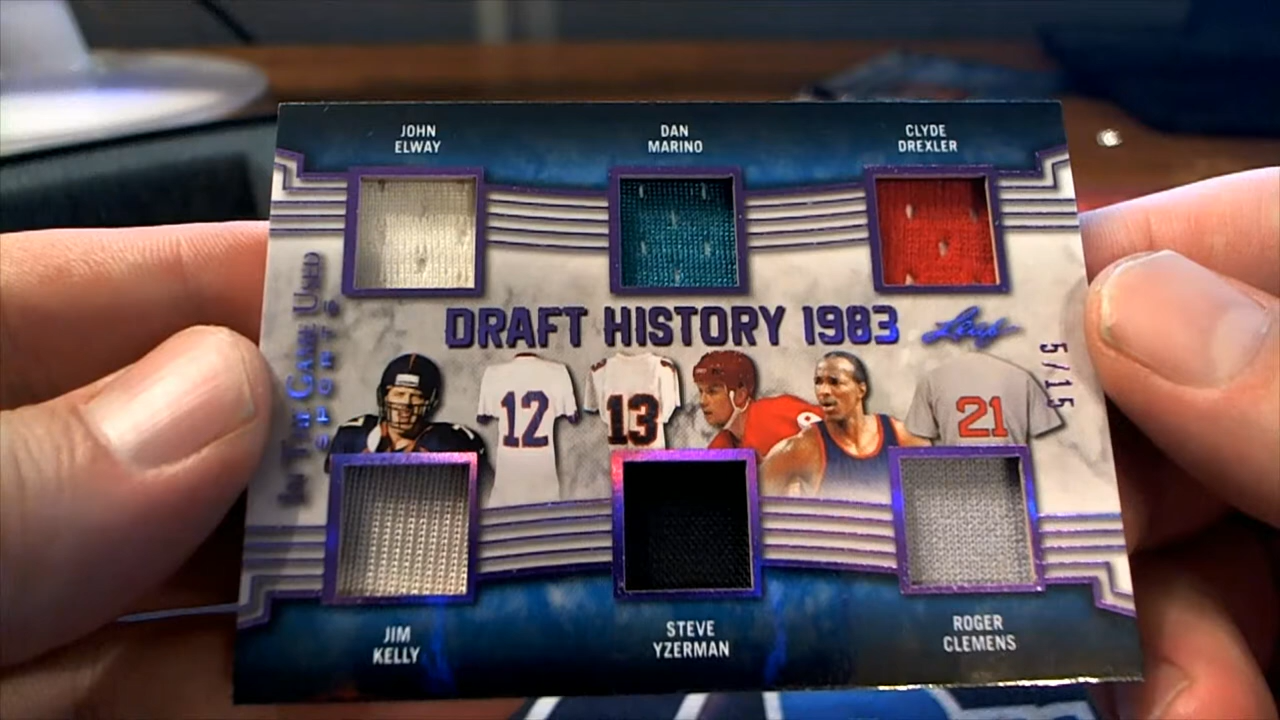 JOHN
ELWAY
DAN
MARINO
CLYDE
DREXLER
IN THE GAME USED
SPORTS
DRAFT HISTORY 1983
Leaf
5/15
12
13
21
JIM
KELLY
STEVE
YZERMAN
ROGER
CLEMENS